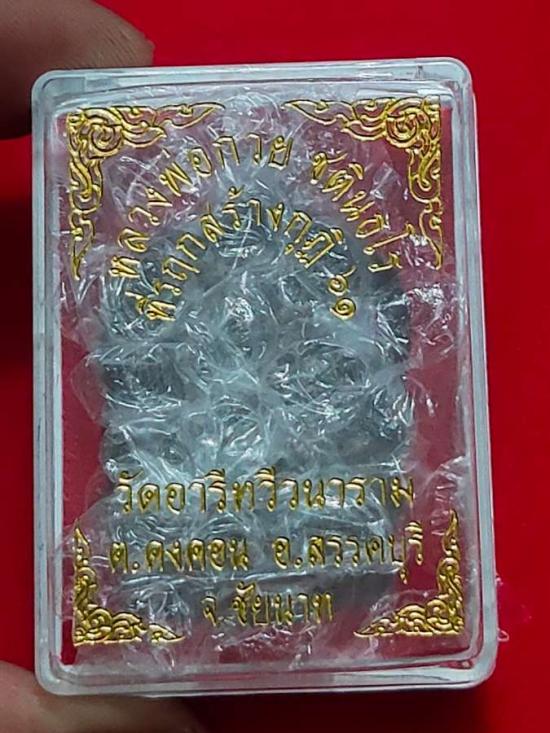 หลวงพ่อกวย ชุตินฺธโร
ที่รฤกสร้างกุฏิ ๖๑
วัดอารีทวีวนาราม
ต.ดงคอน อ.สรรคบุรี
จ.ชัยนาท